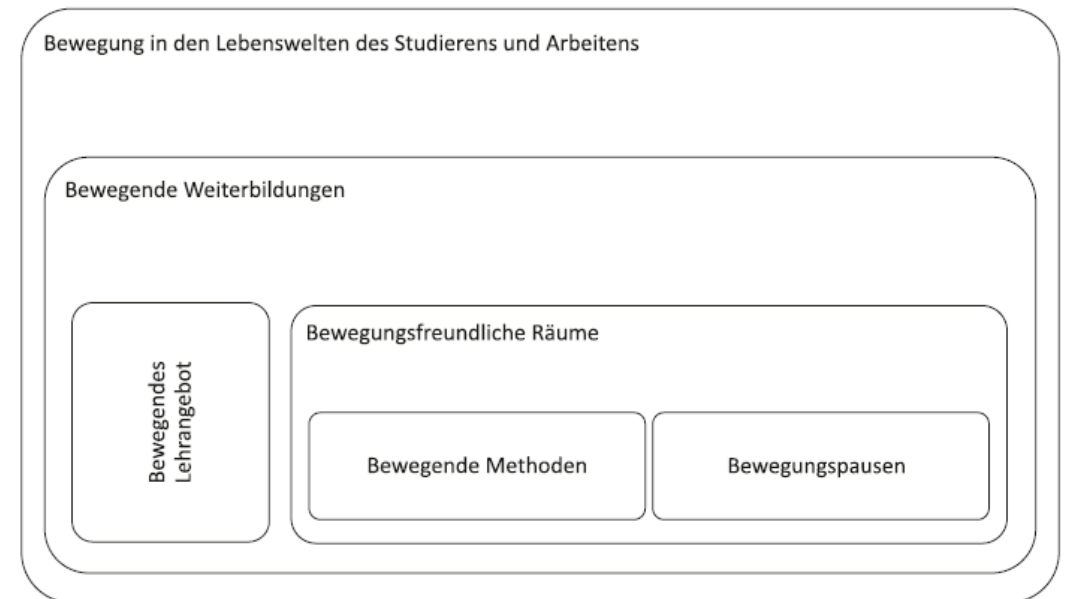 Bewegung in den Lebenswelten des Studierens und Arbeitens
Bewegende Weiterbildungen
Bewegendes
Lehrangebot
Bewegungsfreundliche Räume
Bewegende Methoden
Bewegungspausen